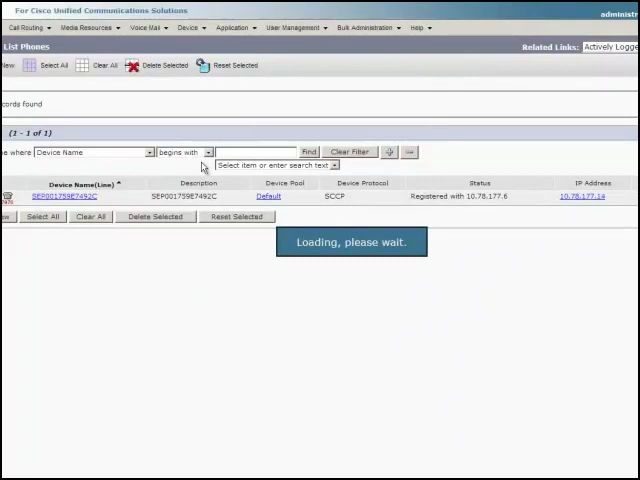 For Cisco Unified Communications Solutions
administr
Call Routing Media Resources Voice Mail Device Application User Management Bulk Administration Help
List Phones Related Links: Actively Logge
New Select All Clear All Delete Selected Reset Selected
cords found
(1 - 1 of 1)
ne where Device Name begins with Find Clear Filter
Select item or enter search text
Device Name(Line) Description Device Pool Device Protocol Status IP Address
SEP001759E7492C SEP001759E7492C Default SCCP Registered with 10.78.177.6 10.78.177.14
ew Select All Clear All Delete Selected Reset Selected
Loading, please wait.